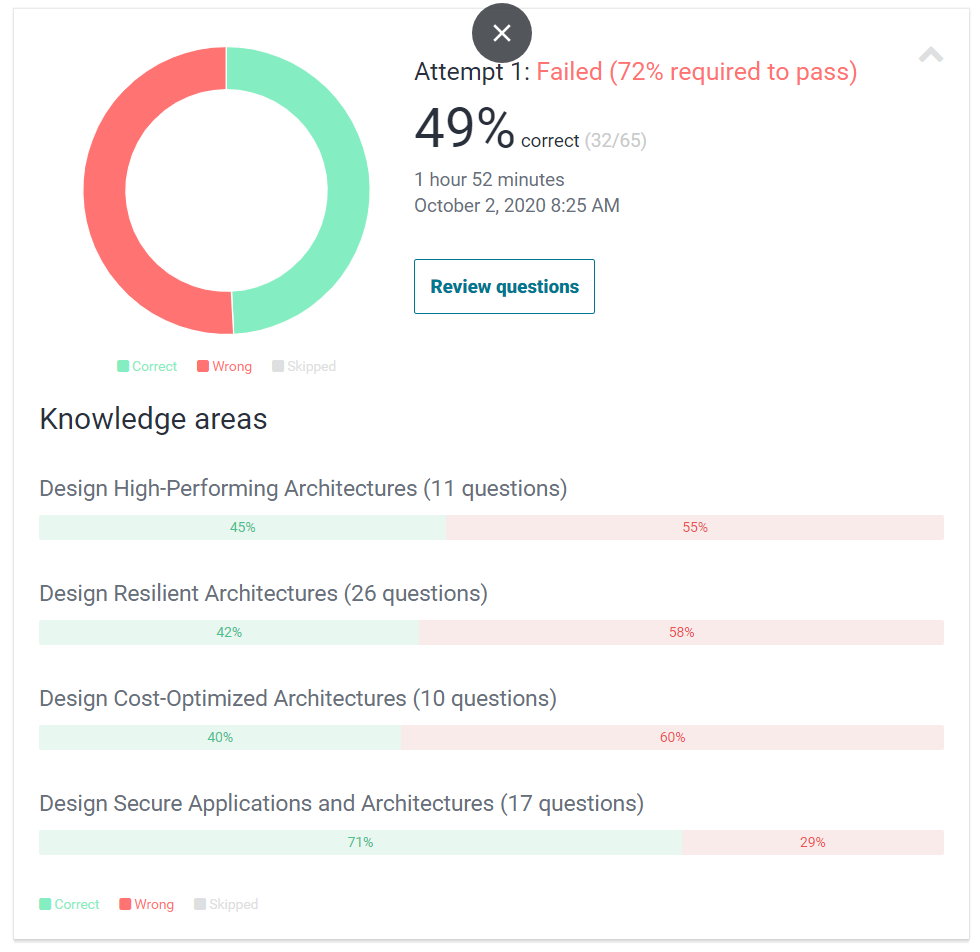 Attempt 1: Failed (72% required to pass)
49% correct (32/65)
1 hour 52 minutes
October 2, 2020 8:25 AM
Review questions
Correct Wrong Skipped
Knowledge areas
Design High-Performing Architectures (11 questions)
45% 55%
Design Resilient Architectures (26 questions)
42% 58%
Design Cost-Optimized Architectures (10 questions)
40% 60%
Design Secure Applications and Architectures (17 questions)
71% 29%
Correct Wrong Skipped